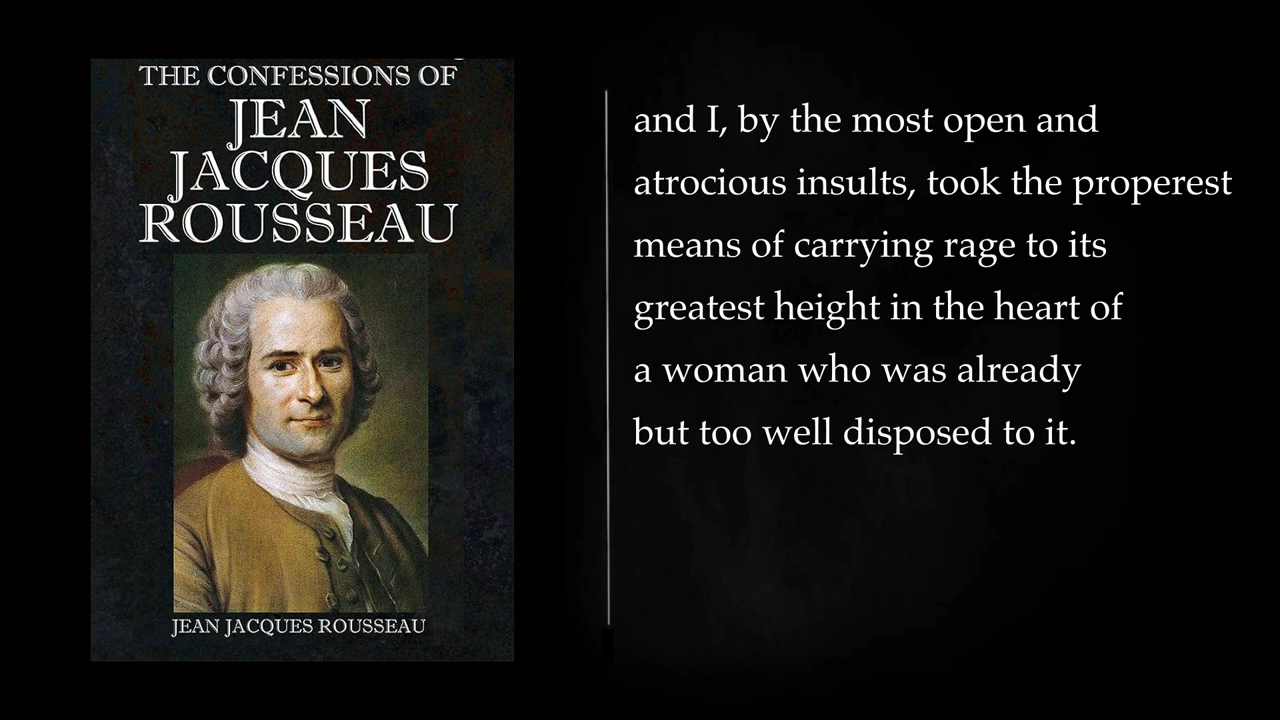 THE CONFESSIONS OF
JEAN
JACQUES
ROUSSEAU
JEAN JACQUES ROUSSEAU
and I, by the most open and
atrocious insults, took the properest
means of carrying rage to its
greatest height in the heart of
a woman who was already
but too well disposed to it.